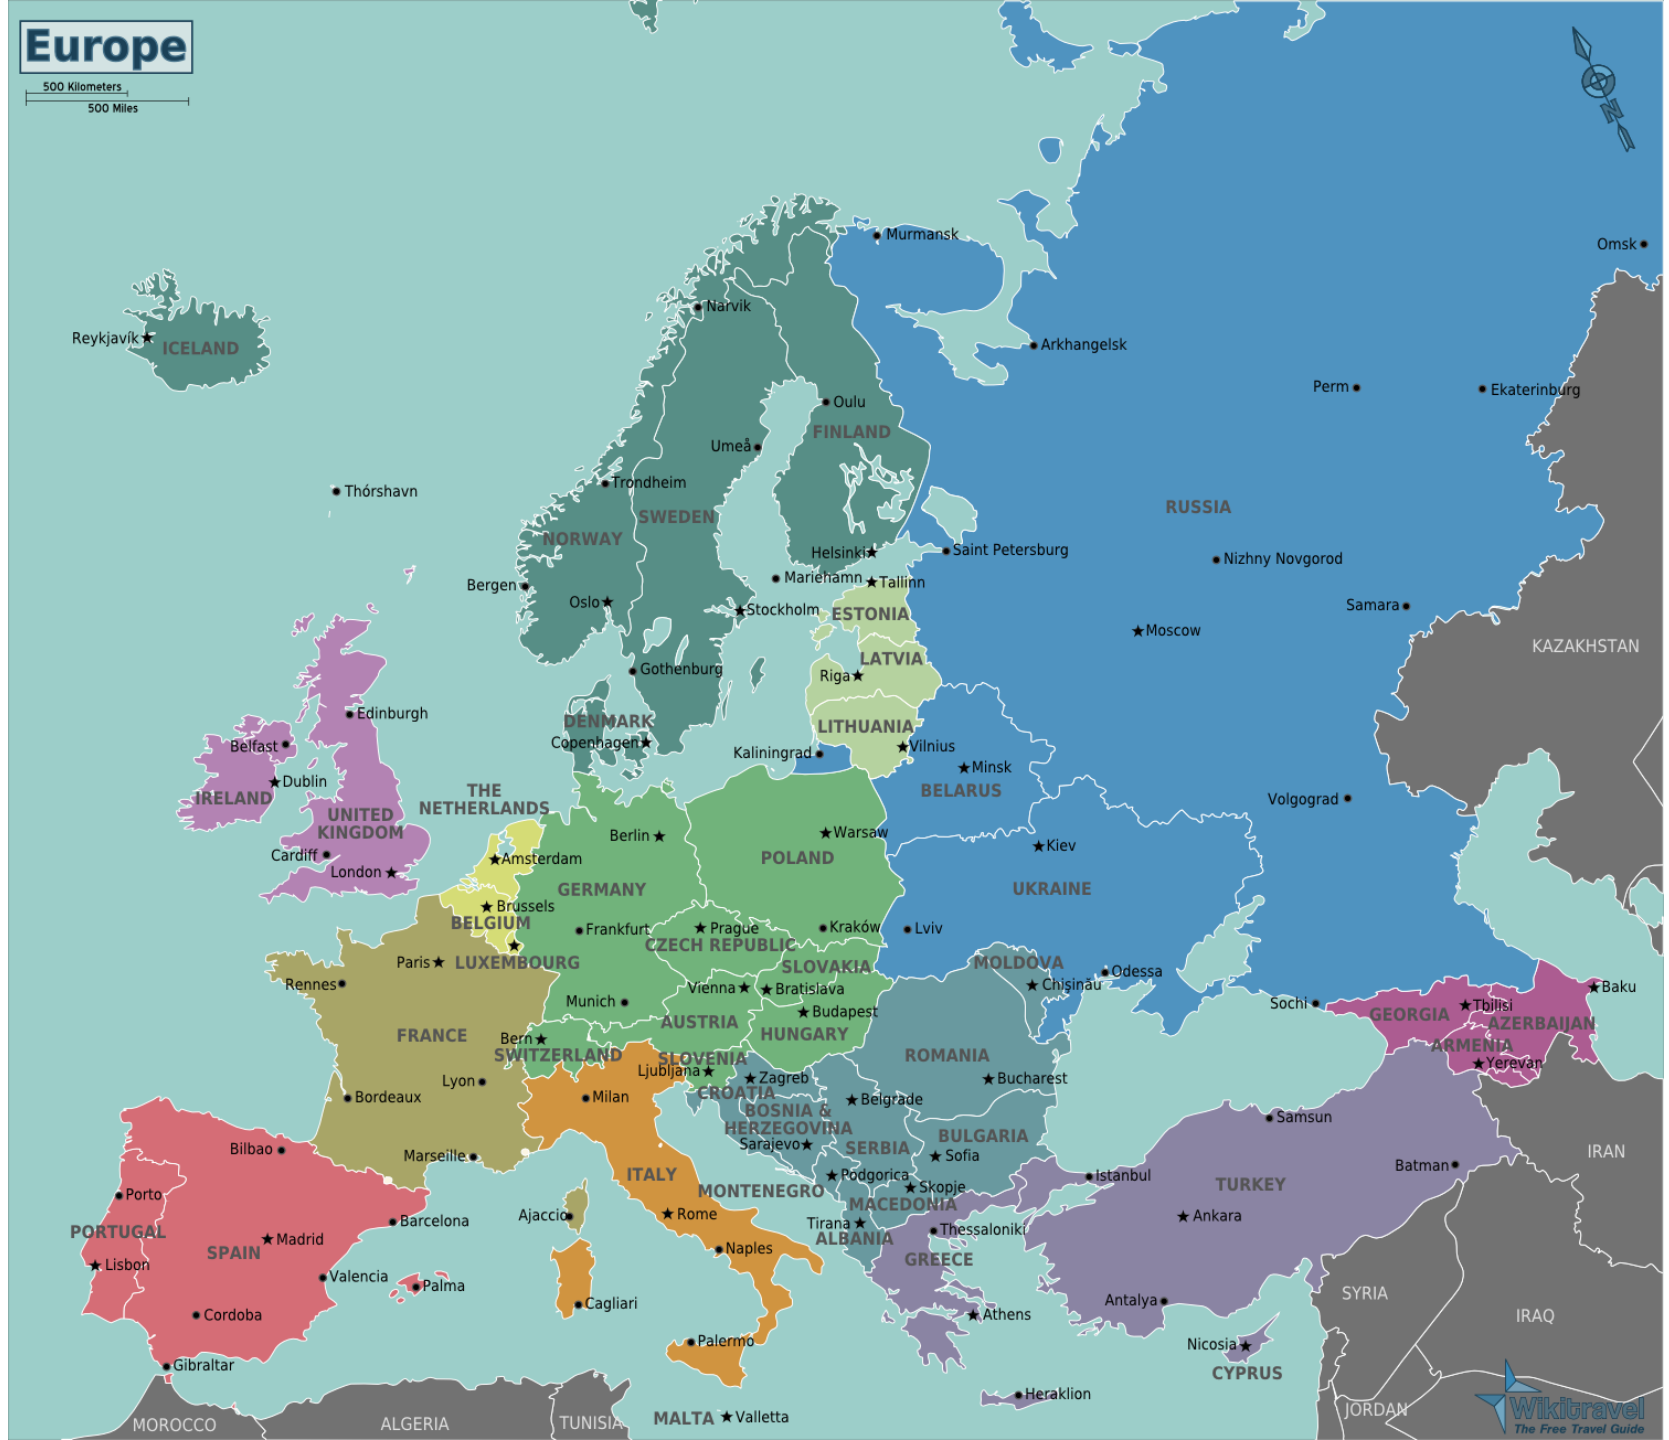 Europe
500 Kilometers
500 Miles
N
Murmansk
Omsk
Narvik
Reykjavík
ICELAND
Arkhangelsk
Perm
Ekaterinburg
Oulu
FINLAND
Umeå
Trondheim
Thórshavn
SWEDEN
RUSSIA
NORWAY
Helsinki
Saint Petersburg
Nizhny Novgorod
Mariehamn
Tallinn
Bergen
Oslo
Stockholm
ESTONIA
Samara
Moscow
KAZAKHSTAN
LATVIA
Gothenburg
Riga
Edinburgh
DENMARK
LITHUANIA
Copenhagen
Belfast
Vilnius
Kaliningrad
Minsk
Dublin
THE
NETHERLANDS
BELARUS
IRELAND
Volgograd
UNITED
KINGDOM
Berlin
Warsaw
Kiev
Cardiff
Amsterdam
POLAND
London
GERMANY
UKRAINE
Brussels
BELGIUM
Frankfurt
Prague
Kraków
Lviv
CZECH REPUBLIC
Paris
LUXEMBOURG
SLOVAKIA
MOLDOVA
Odessa
Rennes
Vienna
Bratislava
Chişinău
Baku
Munich
Budapest
Sochi
Tbilisi
GEORGIA
FRANCE
AUSTRIA
HUNGARY
AZERBAIJAN
Bern
SWITZERLAND
SLOVENIA
ROMANIA
ARMENIA
Yerevan
Ljubljana
Zagreb
Bucharest
Lyon
CROATIA
Bordeaux
Milan
Belgrade
BOSNIA &
HERZEGOVINA
Samsun
Bilbao
Sarajevo
SERBIA
BULGARIA
Marseille
Sofia
IRAN
Batman
ITALY
Podgorica
Istanbul
TURKEY
Porto
MONTENEGRO
Skopje
MACEDONIA
Ajaccio
Rome
Ankara
Barcelona
Tirana
PORTUGAL
Madrid
ALBANIA
Thessaloniki
SPAIN
Naples
GREECE
Lisbon
Valencia
Palma
SYRIA
Cordoba
Cagliari
Athens
Antalya
IRAQ
Palermo
Nicosia
Gibraltar
CYPRUS
Heraklion
JORDAN
MOROCCO
ALGERIA
TUNISIA
MALTA
Valletta
Wikitravel
The Free Travel Guide